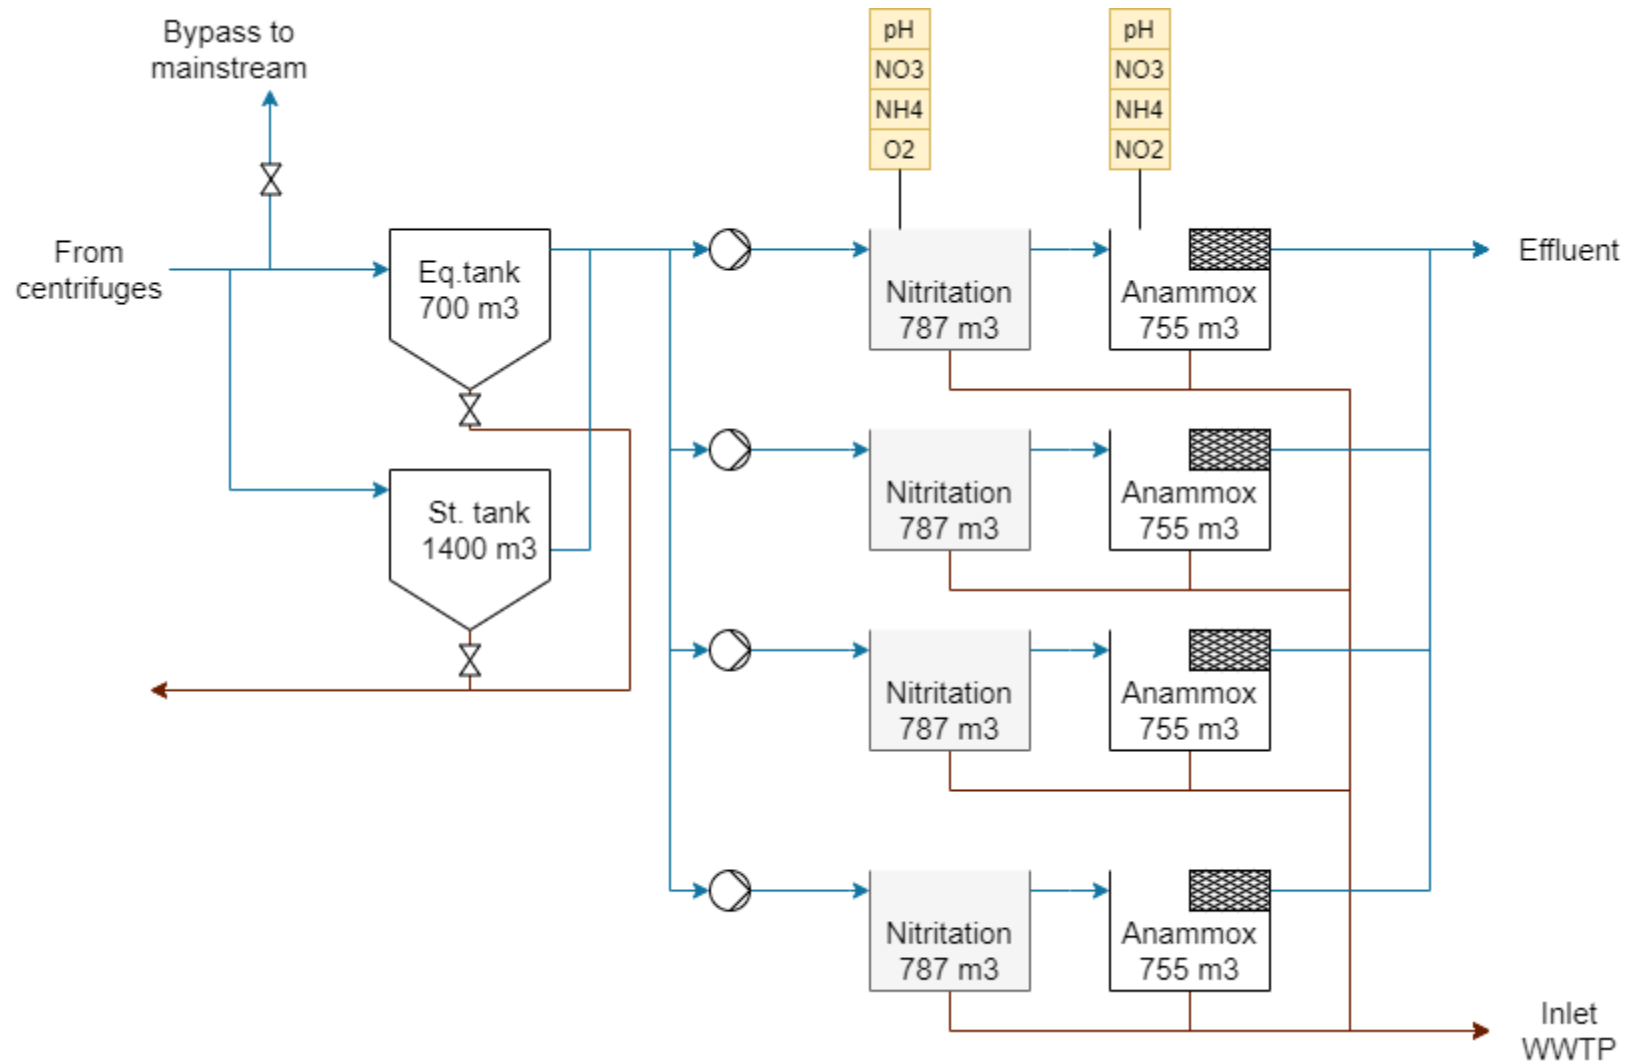 Bypass to
mainstream
pH
NO3
NH4
O2
pH
NO3
NH4
NO2
From
centrifuges
Eq.tank
700 m3
Nitritation
787 m3
Anammox
755 m3
Effluent
St. tank
1400 m3
Nitritation
787 m3
Anammox
755 m3
Nitritation
787 m3
Anammox
755 m3
Nitritation
787 m3
Anammox
755 m3
Inlet
WWTP